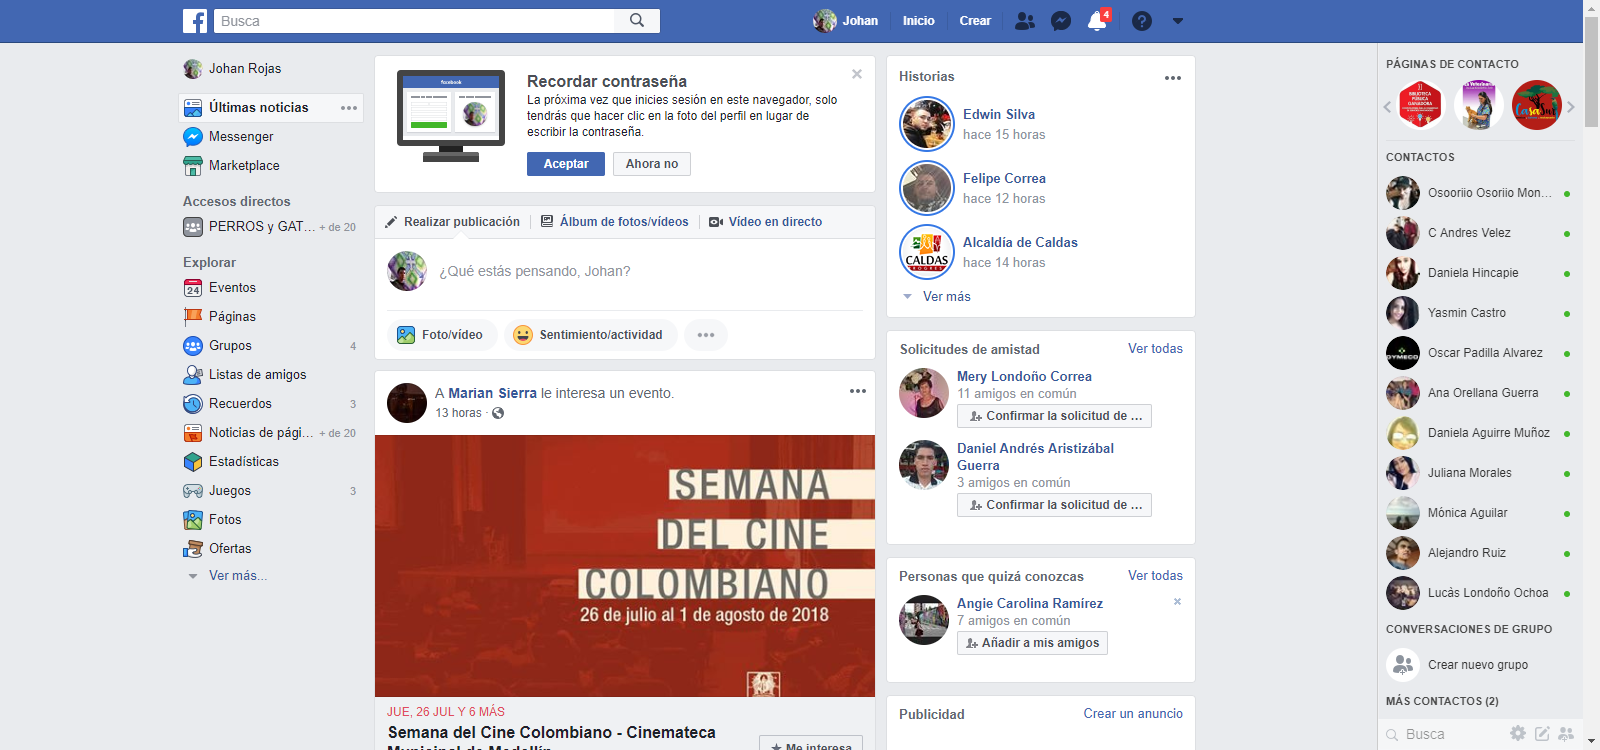 Busca
Johan
Inicio
Crear
4
Johan Rojas
Últimas noticias
Messenger
Marketplace
Accesos directos
PERROS y GAT... + de 20
Explorar
24 Eventos
Páginas
Grupos 4
Listas de amigos
Recuerdos 3
Noticias de pági... + de 20
Estadísticas
Juegos 3
Fotos
Ofertas
Ver más...
facebook
Recordar contraseña
La próxima vez que inicies sesión en este navegador, solo
tendrás que hacer clic en la foto del perfil en lugar de
escribir la contraseña.
Aceptar
Ahora no
Realizar publicación
Álbum de fotos/vídeos
Vídeo en directo
¿Qué estás pensando, Johan?
Foto/vídeo
Sentimiento/actividad
A Marian Sierra le interesa un evento.
13 horas ·
SEMANA
DEL CINE
COLOMBIANO
26 de julio al 1 de agosto de 2018
JUE, 26 JUL Y 6 MÁS
Semana del Cine Colombiano - Cinemateca
Municipal de Medellín
Me interesa
Historias
Edwin Silva
hace 15 horas
Felipe Correa
hace 12 horas
CALDAS
PROGRESA
Alcaldía de Caldas
hace 14 horas
Ver más
Solicitudes de amistad
Ver todas
Mery Londoño Correa
11 amigos en común
Confirmar la solicitud de ...
Daniel Andrés Aristizábal
Guerra
3 amigos en común
Confirmar la solicitud de ...
Personas que quizá conozcas
Ver todas
Angie Carolina Ramírez
7 amigos en común
Añadir a mis amigos
Publicidad
Crear un anuncio
PÁGINAS DE CONTACTO
BIBLIOTECA
PÚBLICA
GANADORA
CasaSur
CONTACTOS
Osooriio Osoriio Mon...
C Andres Velez
Daniela Hincapie
Yasmin Castro
DYMECO
Oscar Padilla Alvarez
Ana Orellana Guerra
Daniela Aguirre Muñoz
Juliana Morales
Mónica Aguilar
Alejandro Ruiz
Lucàs Londoño Ochoa
CONVERSACIONES DE GRUPO
Crear nuevo grupo
MÁS CONTACTOS (2)
Busca